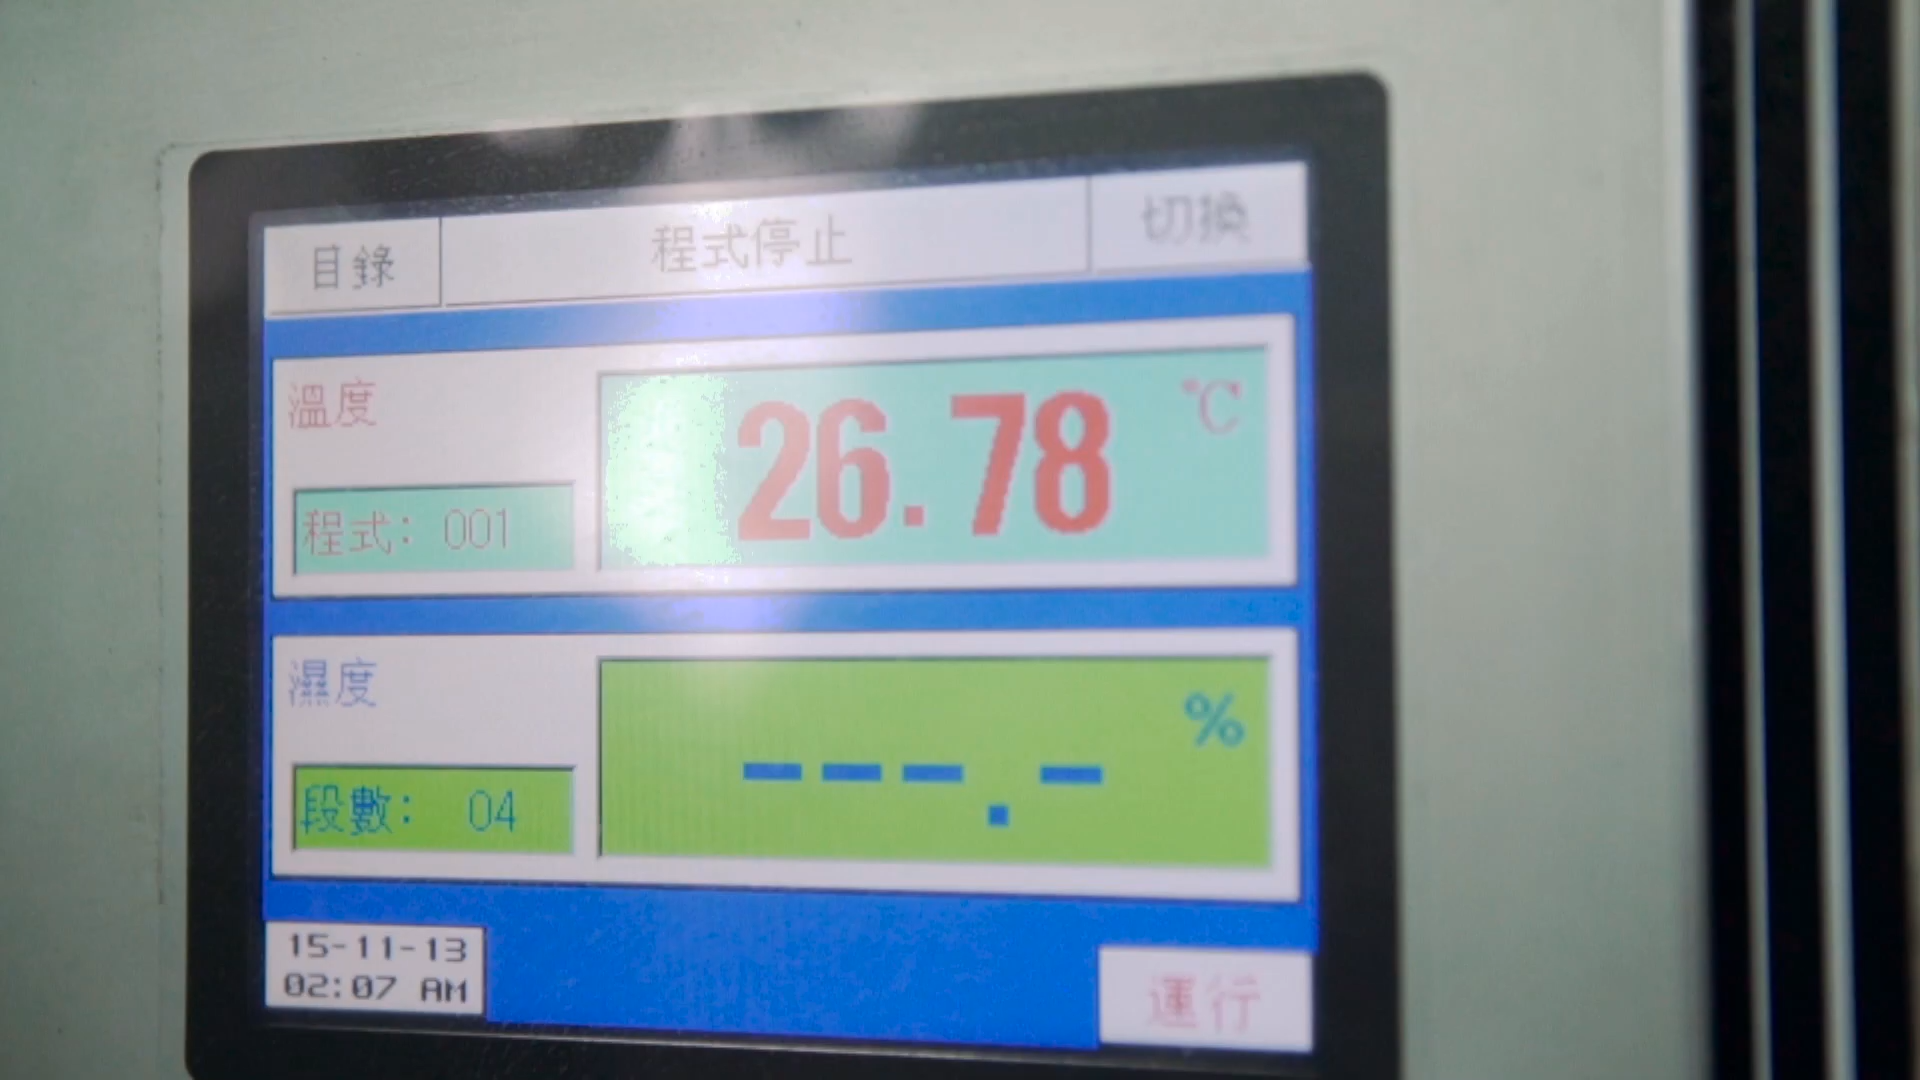 目錄
程式停止
切換
溫度
26.78 ℃
程式: 001
濕度
---.- %
段數: 04
15-11-13
02:07 AM
運行